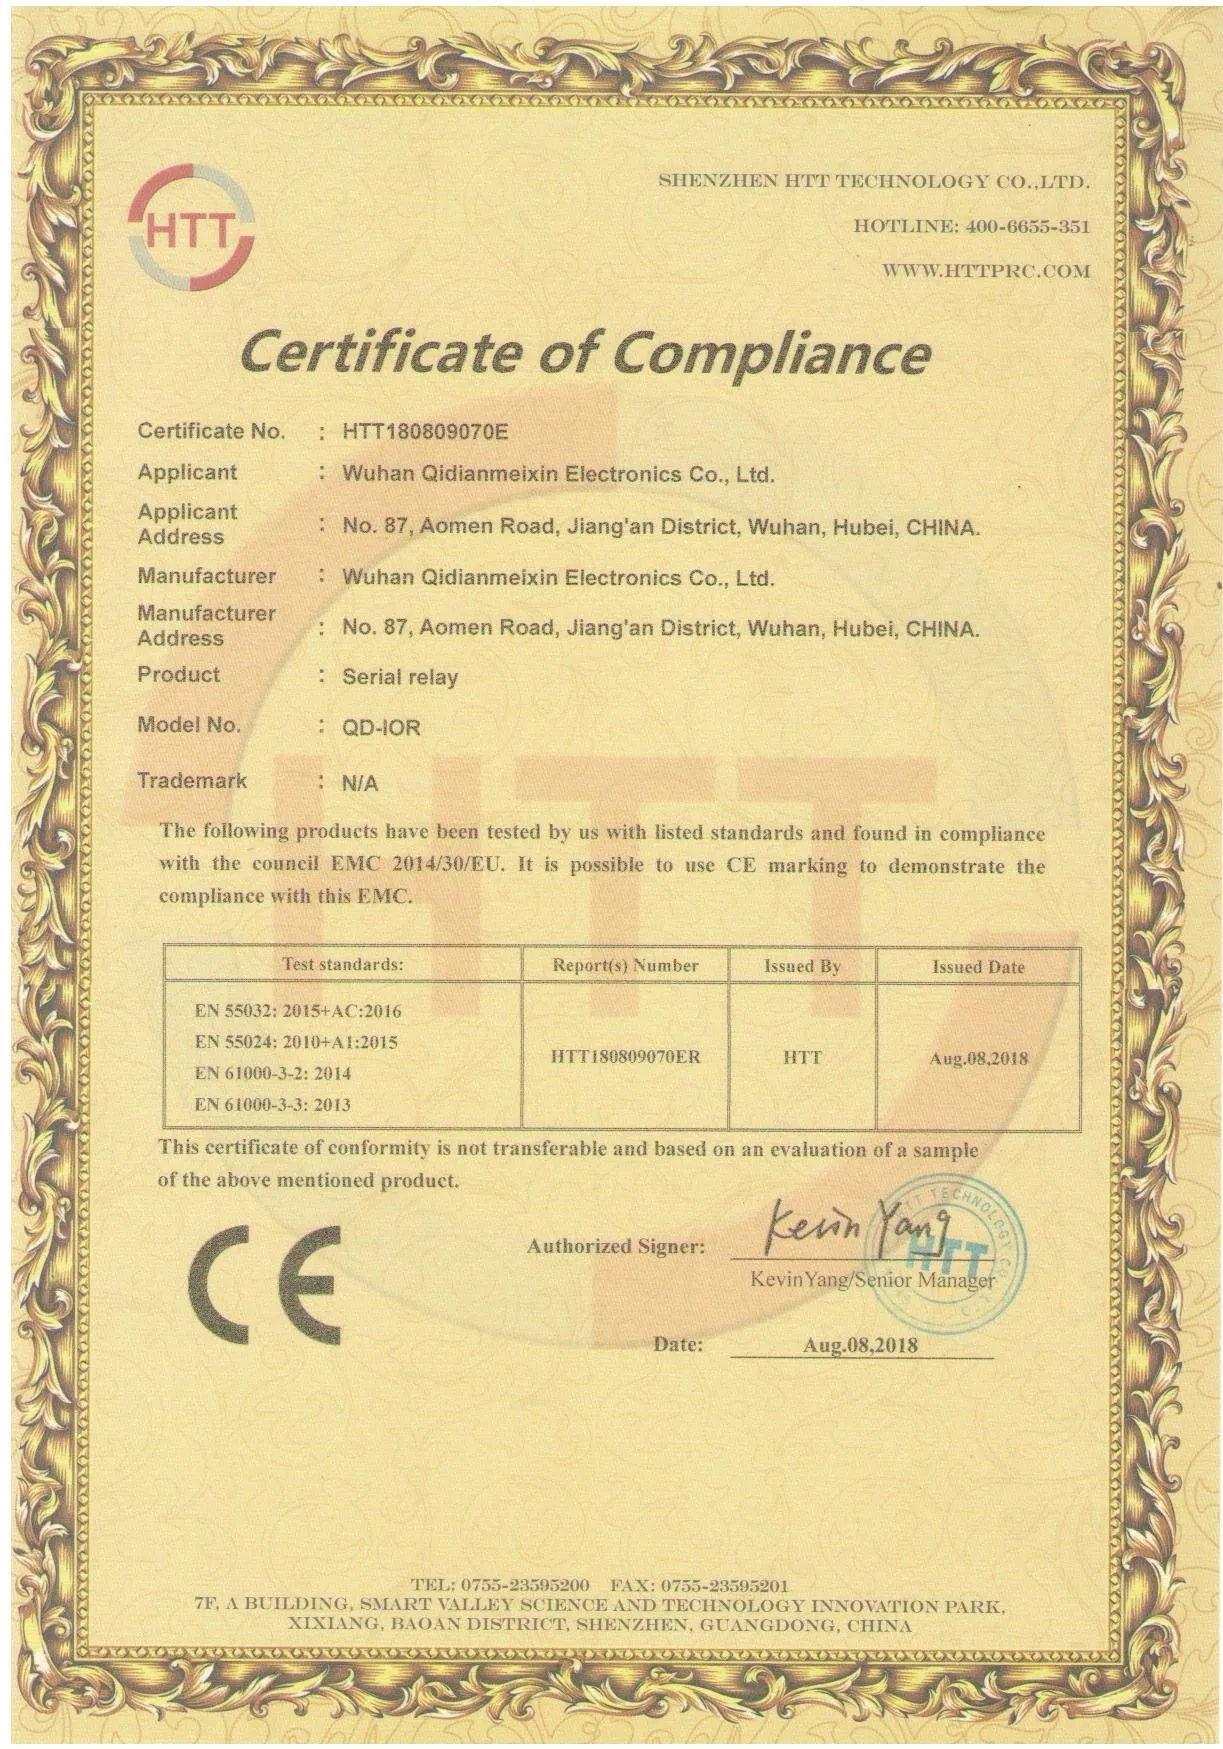 HTT
SHENZHEN HTT TECHNOLOGY CO.,LTD.
HOTLINE: 400-6655-351
WWW.HTTPRC.COM
Certificate of Compliance
Certificate No. : HTT180809070E
Applicant : Wuhan Qidianmeixin Electronics Co., Ltd.
Applicant Address : No. 87, Aomen Road, Jiang'an District, Wuhan, Hubei, CHINA.
Manufacturer : Wuhan Qidianmeixin Electronics Co., Ltd.
Manufacturer Address : No. 87, Aomen Road, Jiang'an District, Wuhan, Hubei, CHINA.
Product : Serial relay
Model No. : QD-IOR
Trademark : N/A
The following products have been tested by us with listed standards and found in compliance
with the council EMC 2014/30/EU. It is possible to use CE marking to demonstrate the
compliance with this EMC.
Test standards: Report(s) Number Issued By Issued Date
EN 55032: 2015+AC:2016
EN 55024: 2010+A1:2015
EN 61000-3-2: 2014
EN 61000-3-3: 2013
HTT180809070ER HTT Aug.08,2018
This certificate of conformity is not transferable and based on an evaluation of a sample
of the above mentioned product.
CE
Authorized Signer: Kevin Yang
KevinYang/Senior Manager
HTT TECHNOLOGY CO.
HTT
Date: Aug.08,2018
TEL: 0755-23595200 FAX: 0755-23595201
7F, A BUILDING, SMART VALLEY SCIENCE AND TECHNOLOGY INNOVATION PARK,
XIXIANG, BAOAN DISTRICT, SHENZHEN, GUANGDONG, CHINA
HTT